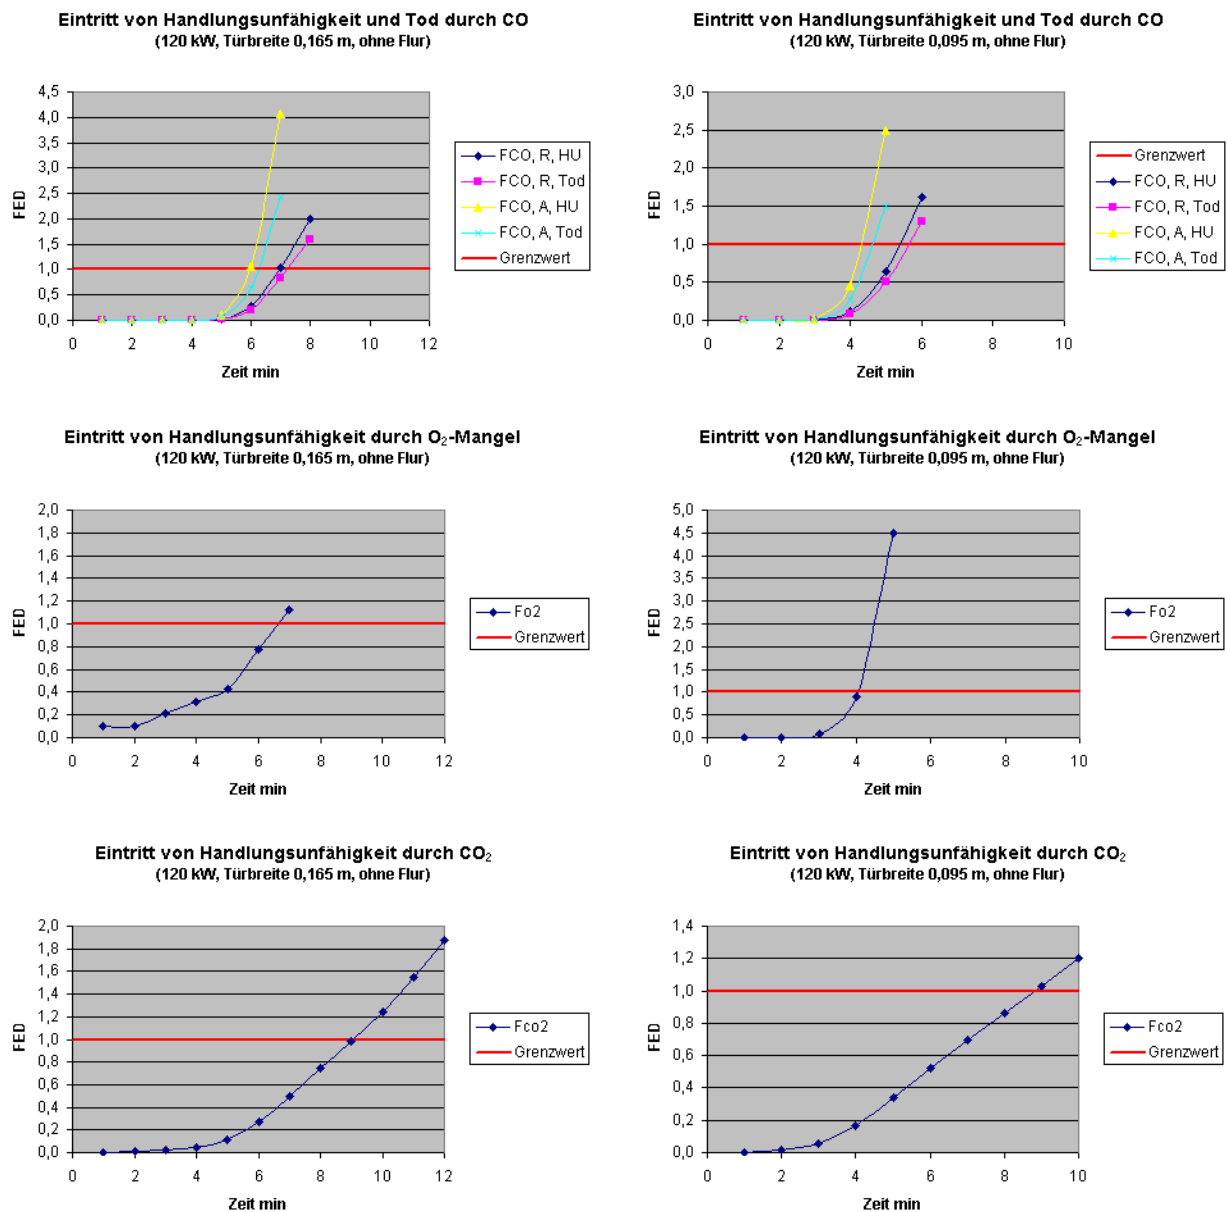 Eintritt von Handlungsunfähigkeit und Tod durch CO
(120 kW, Türbreite 0,165 m, ohne Flur)
4,5
4,0
3,5
3,0
2,5
2,0
1,5
1,0
0,5
0,0
FED
0 2 4 6 8 10 12
Zeit min
FCO, R, HU
FCO, R, Tod
FCO, A, HU
FCO, A, Tod
Grenzwert
Eintritt von Handlungsunfähigkeit und Tod durch CO
(120 kW, Türbreite 0,095 m, ohne Flur)
3,0
2,5
2,0
1,5
1,0
0,5
0,0
FED
0 2 4 6 8 10
Zeit min
Grenzwert
FCO, R, HU
FCO, R, Tod
FCO, A, HU
FCO, A, Tod
Eintritt von Handlungsunfähigkeit durch O₂-Mangel
(120 kW, Türbreite 0,165 m, ohne Flur)
2,0
1,8
1,6
1,4
1,2
1,0
0,8
0,6
0,4
0,2
0,0
FED
0 2 4 6 8 10 12
Zeit min
Fo2
Grenzwert
Eintritt von Handlungsunfähigkeit durch O₂-Mangel
(120 kW, Türbreite 0,095 m, ohne Flur)
5,0
4,5
4,0
3,5
3,0
2,5
2,0
1,5
1,0
0,5
0,0
FED
0 2 4 6 8 10
Zeit min
Fo2
Grenzwert
Eintritt von Handlungsunfähigkeit durch CO₂
(120 kW, Türbreite 0,165 m, ohne Flur)
2,0
1,8
1,6
1,4
1,2
1,0
0,8
0,6
0,4
0,2
0,0
FED
0 2 4 6 8 10 12
Zeit min
Fco2
Grenzwert
Eintritt von Handlungsunfähigkeit durch CO₂
(120 kW, Türbreite 0,095 m, ohne Flur)
1,4
1,2
1,0
0,8
0,6
0,4
0,2
0,0
FED
0 2 4 6 8 10
Zeit min
Fco2
Grenzwert